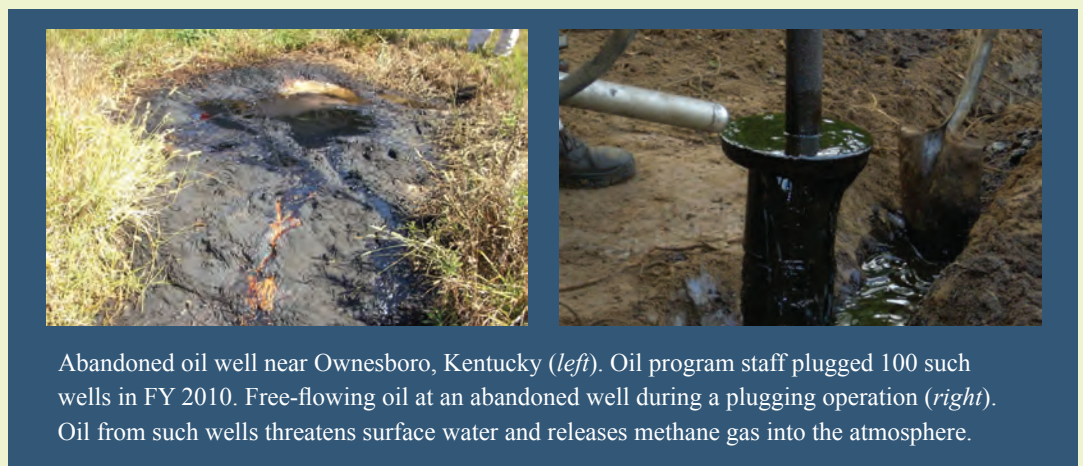 Abandoned oil well near Ownesboro, Kentucky (left). Oil program staff plugged 100 such
wells in FY 2010. Free-flowing oil at an abandoned well during a plugging operation (right).
Oil from such wells threatens surface water and releases methane gas into the atmosphere.